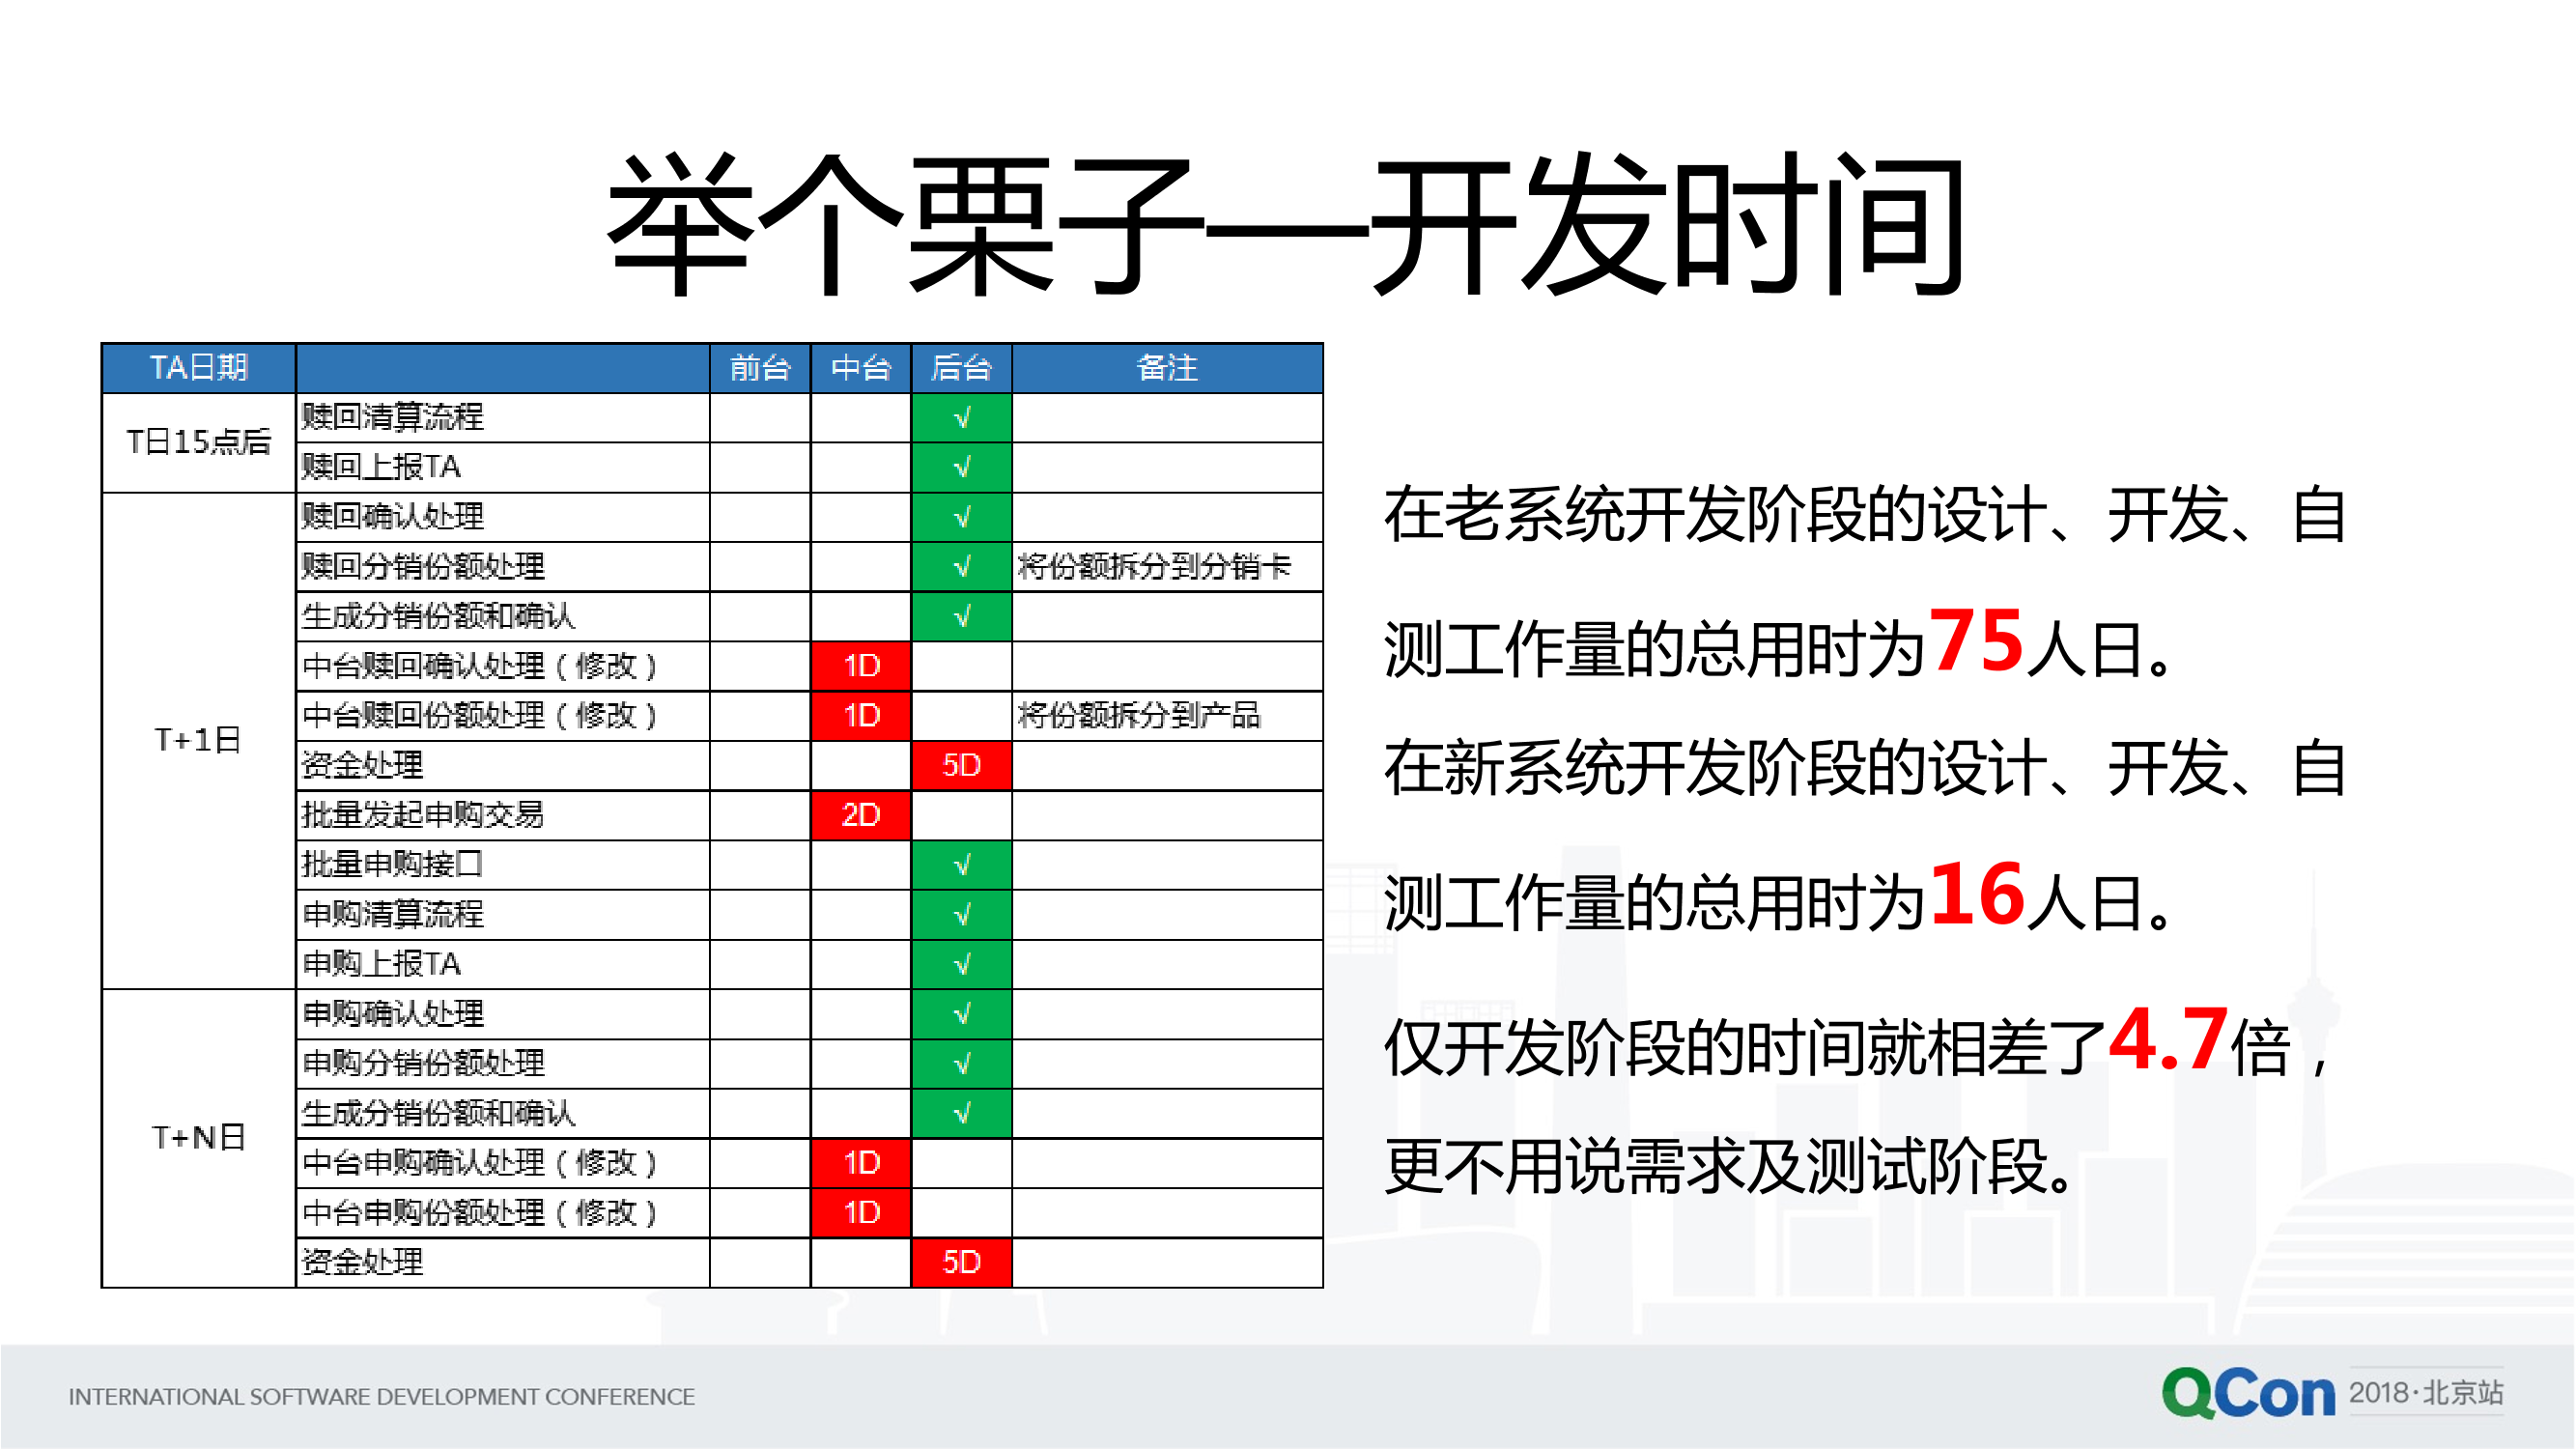 举个栗子—开发时间
TA日期 前台 中台 后台 备注
T日15点后 赎回清算流程 √
赎回上报TA √
T+1日 赎回确认处理 √
赎回分销份额处理 √ 将份额拆分到分销卡
生成分销份额和确认 √
中台赎回确认处理（修改） 1D
中台赎回份额处理（修改） 1D 将份额拆分到产品
资金处理 5D
批量发起申购交易 2D
批量申购接口 √
申购清算流程 √
申购上报TA √
T+N日 申购确认处理 √
申购分销份额处理 √
生成分销份额和确认 √
中台申购确认处理（修改） 1D
中台申购份额处理（修改） 1D
资金处理 5D
在老系统开发阶段的设计、开发、自
测工作量的总用时为75人日。
在新系统开发阶段的设计、开发、自
测工作量的总用时为16人日。
仅开发阶段的时间就相差了4.7倍，
更不用说需求及测试阶段。
INTERNATIONAL SOFTWARE DEVELOPMENT CONFERENCE
QCon 2018·北京站